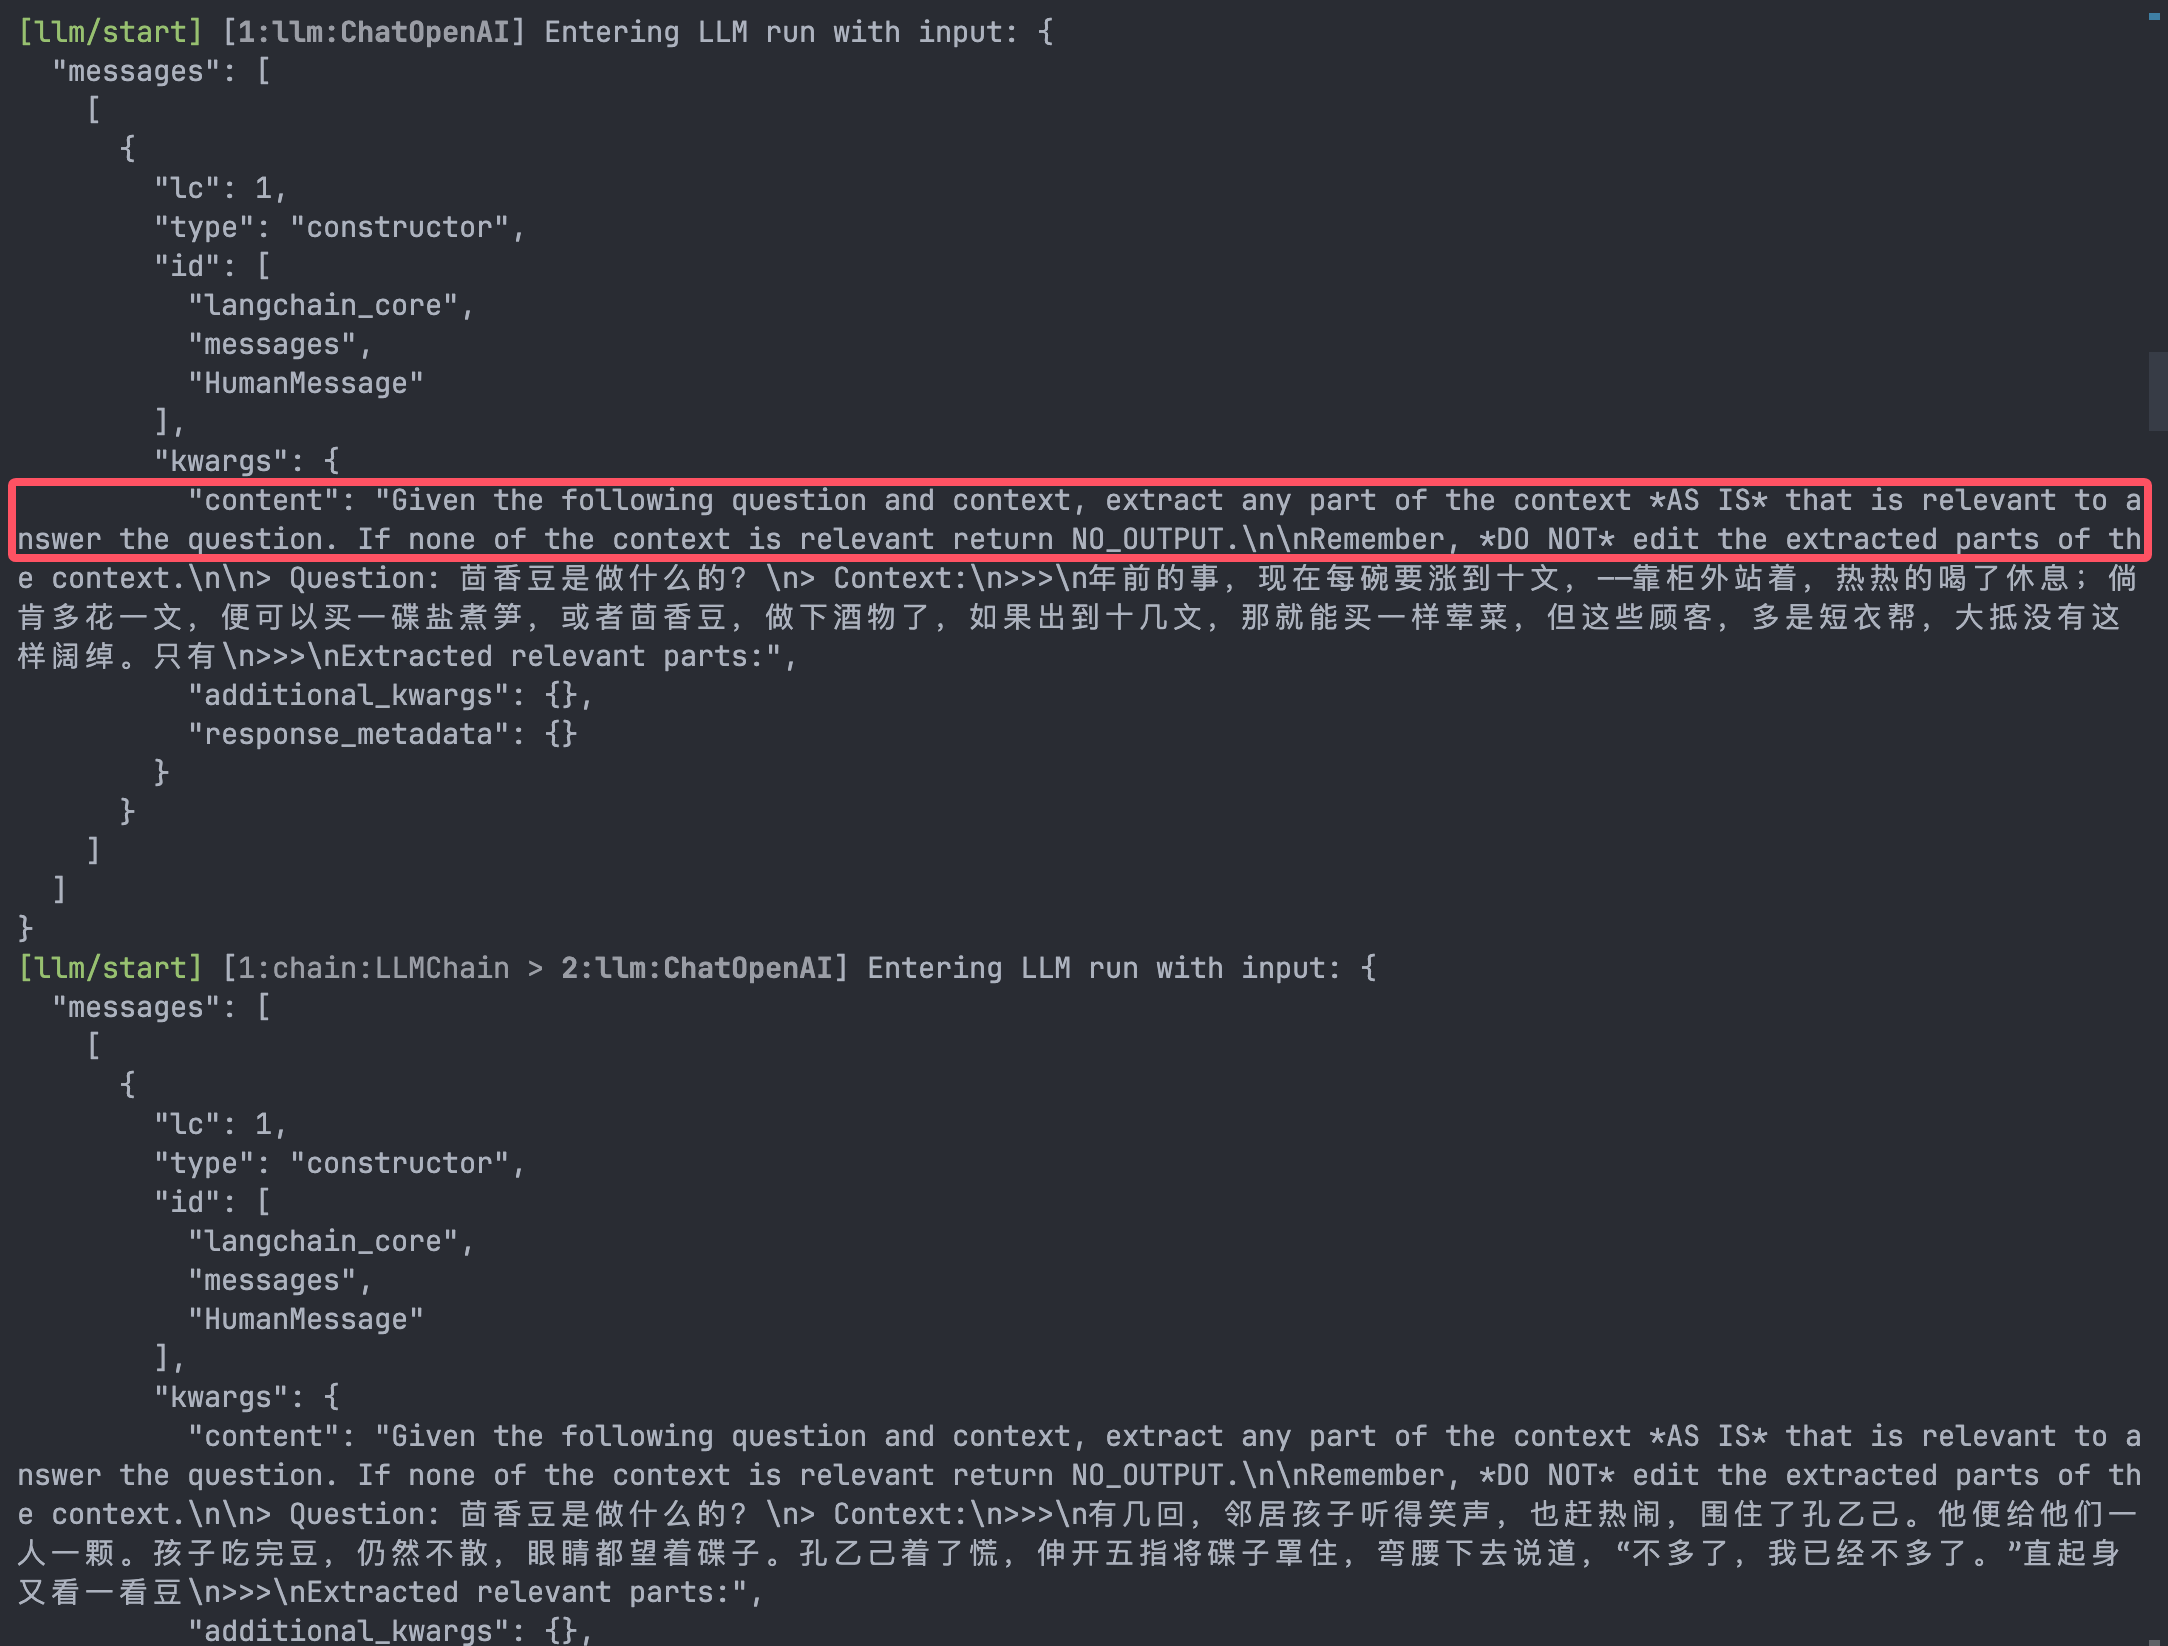 [llm/start] [1:llm:ChatOpenAI] Entering LLM run with input: {
  "messages": [
    [
      {
        "lc": 1,
        "type": "constructor",
        "id": [
          "langchain_core",
          "messages",
          "HumanMessage"
        ],
        "kwargs": {
          "content": "Given the following question and context, extract any part of the context *AS IS* that is relevant to a
nswer the question. If none of the context is relevant return NO_OUTPUT.\n\nRemember, *DO NOT* edit the extracted parts of th
e context.\n\n> Question: 茴香豆是做什么的？\n> Context:\n>>>\n年前的事，现在每碗要涨到十文，——靠柜外站着，热热的喝了休息；倘
肯多花一文，便可以买一碟盐煮笋，或者茴香豆，做下酒物了，如果出到十几文，那就能买一样荤菜，但这些顾客，多是短衣帮，大抵没有这
样阔绰。只有\n>>>\nExtracted relevant parts:",
          "additional_kwargs": {},
          "response_metadata": {}
        }
      }
    ]
  ]
}
[llm/start] [1:chain:LLMChain > 2:llm:ChatOpenAI] Entering LLM run with input: {
  "messages": [
    [
      {
        "lc": 1,
        "type": "constructor",
        "id": [
          "langchain_core",
          "messages",
          "HumanMessage"
        ],
        "kwargs": {
          "content": "Given the following question and context, extract any part of the context *AS IS* that is relevant to a
nswer the question. If none of the context is relevant return NO_OUTPUT.\n\nRemember, *DO NOT* edit the extracted parts of th
e context.\n\n> Question: 茴香豆是做什么的？\n> Context:\n>>>\n有几回，邻居孩子听得笑声，也赶热闹，围住了孔乙己。他便给他们一
人一颗。孩子吃完豆，仍然不散，眼睛都望着碟子。孔乙己着了慌，伸开五指将碟子罩住，弯腰下去说道，“不多了，我已经不多了。”直起身
又看一看豆\n>>>\nExtracted relevant parts:",
          "additional_kwargs": {},